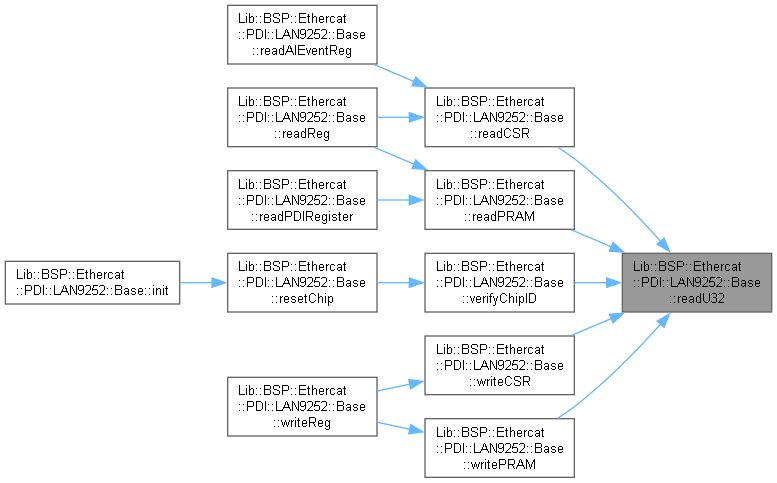 Lib::BSP::Ethercat
::PDI::LAN9252::Base
::readAlEventReg
Lib::BSP::Ethercat
::PDI::LAN9252::Base
::readReg
Lib::BSP::Ethercat
::PDI::LAN9252::Base
::readCSR
Lib::BSP::Ethercat
::PDI::LAN9252::Base
::readPDIRegister
Lib::BSP::Ethercat
::PDI::LAN9252::Base
::readPRAM
Lib::BSP::Ethercat
::PDI::LAN9252::Base::init
Lib::BSP::Ethercat
::PDI::LAN9252::Base
::resetChip
Lib::BSP::Ethercat
::PDI::LAN9252::Base
::verifyChipID
Lib::BSP::Ethercat
::PDI::LAN9252::Base
::readU32
Lib::BSP::Ethercat
::PDI::LAN9252::Base
::writeCSR
Lib::BSP::Ethercat
::PDI::LAN9252::Base
::writeReg
Lib::BSP::Ethercat
::PDI::LAN9252::Base
::writePRAM